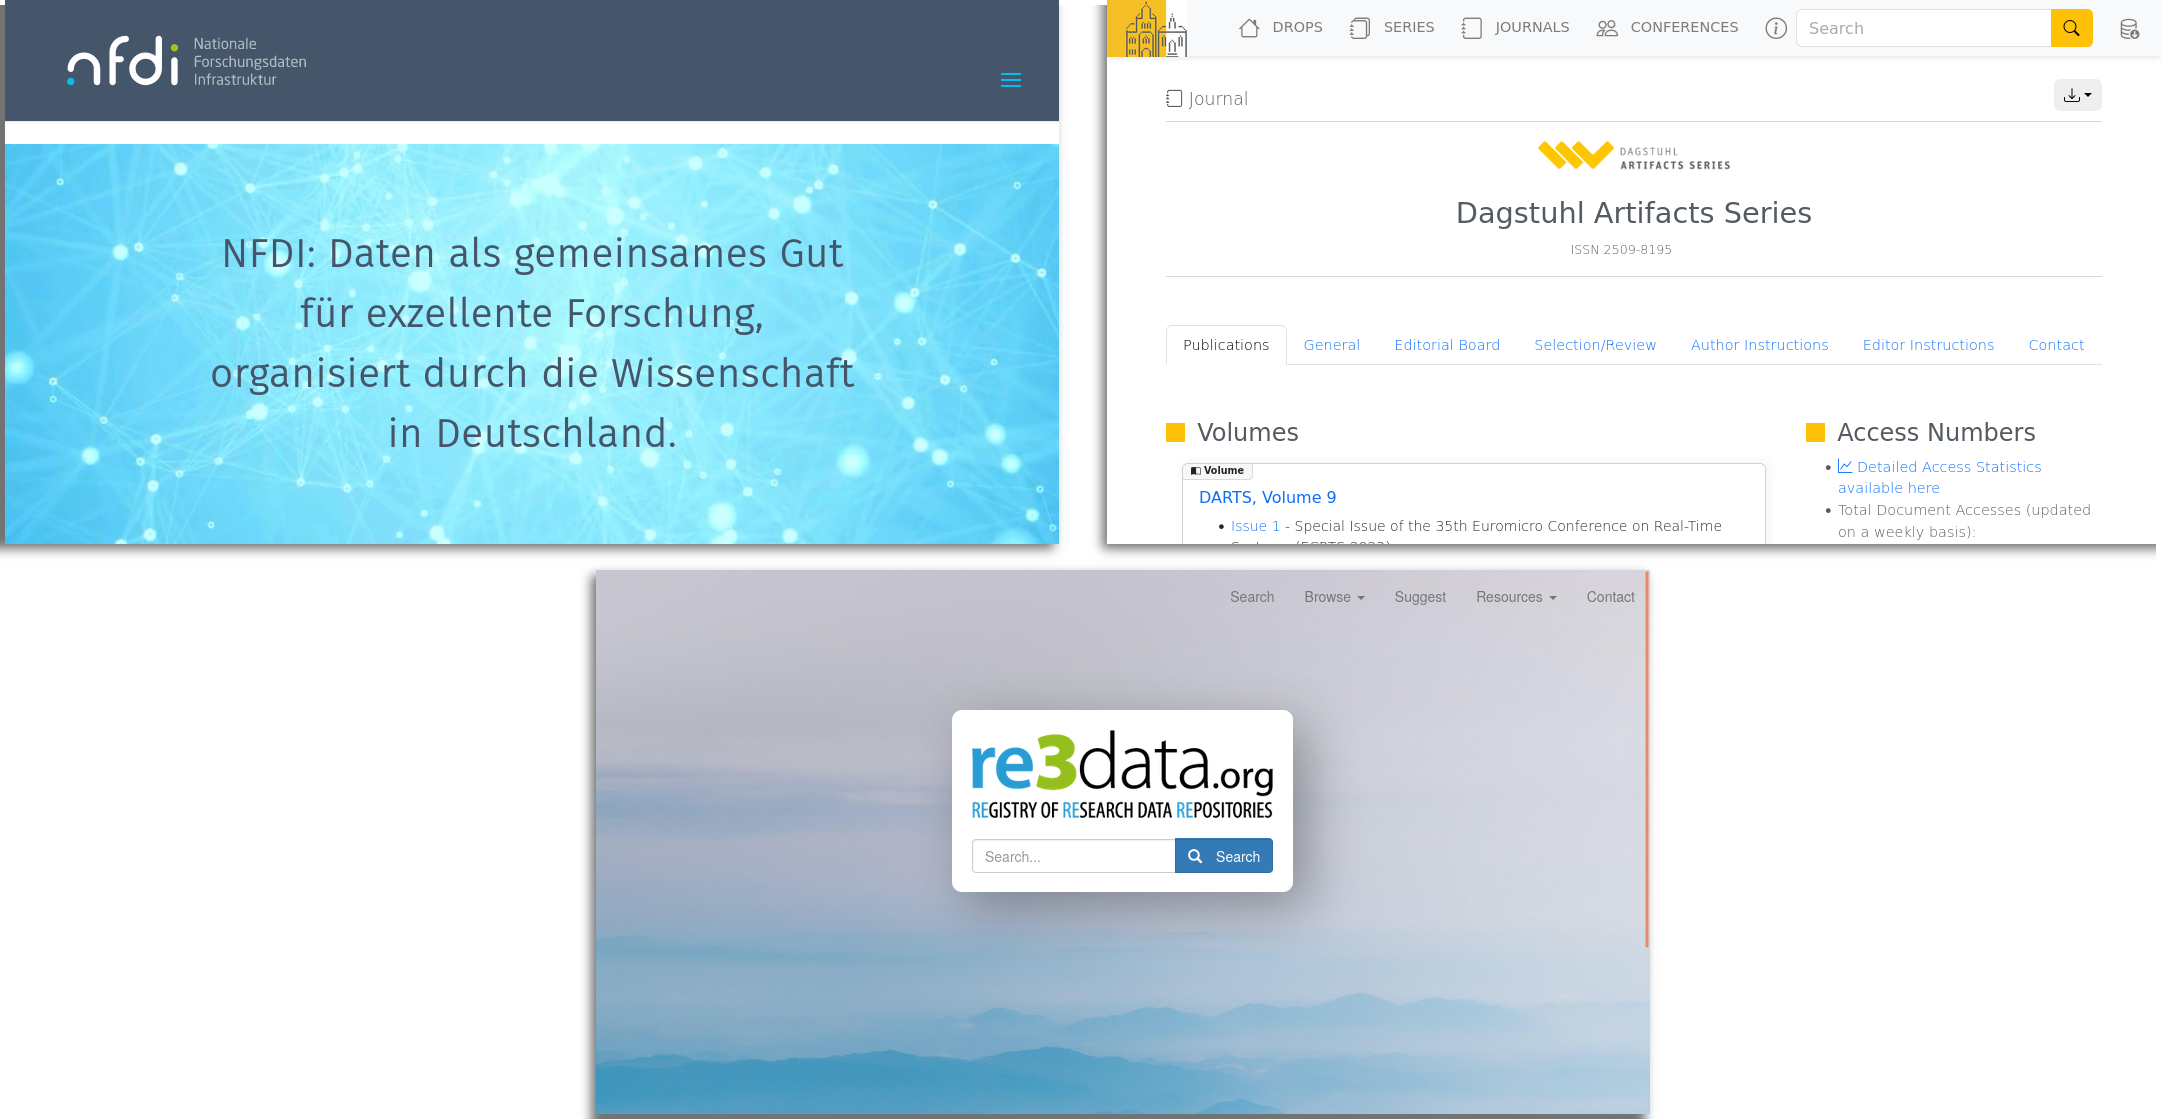 nfdi
Nationale
Forschungsdaten
Infrastruktur
NFDI: Daten als gemeinsames Gut
für exzellente Forschung,
organisiert durch die Wissenschaft
in Deutschland.
DROPS SERIES JOURNALS CONFERENCES Search
Journal
DAGSTUHL
ARTIFACTS SERIES
Dagstuhl Artifacts Series
ISSN 2509-8195
Publications General Editorial Board Selection/Review Author Instructions Editor Instructions Contact
Volumes
Volume
DARTS, Volume 9
• Issue 1 - Special Issue of the 35th Euromicro Conference on Real-Time
Access Numbers
• Detailed Access Statistics
available here
• Total Document Accesses (updated
on a weekly basis):
Search Browse Suggest Resources Contact
re3data.org
REGISTRY OF RESEARCH DATA REPOSITORIES
Search... Search